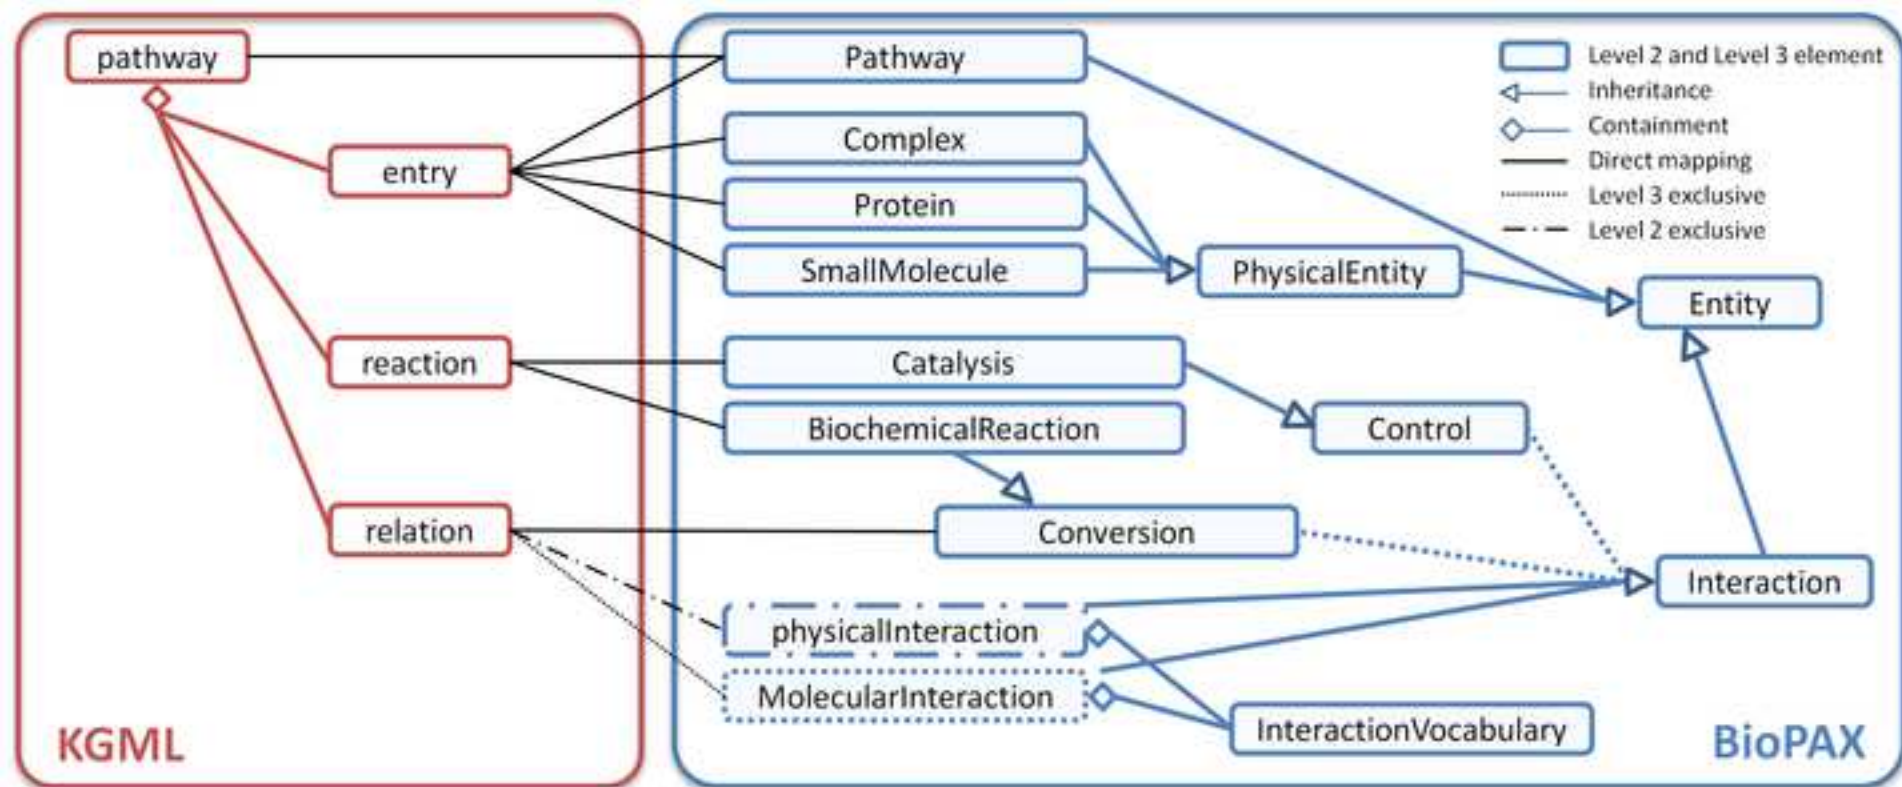 pathway
entry
reaction
relation
KGML
Pathway
Complex
Protein
SmallMolecule
PhysicalEntity
Entity
Catalysis
BiochemicalReaction
Control
Conversion
Interaction
physicalInteraction
MolecularInteraction
InteractionVocabulary
BioPAX
Level 2 and Level 3 element
Inheritance
Containment
Direct mapping
Level 3 exclusive
Level 2 exclusive